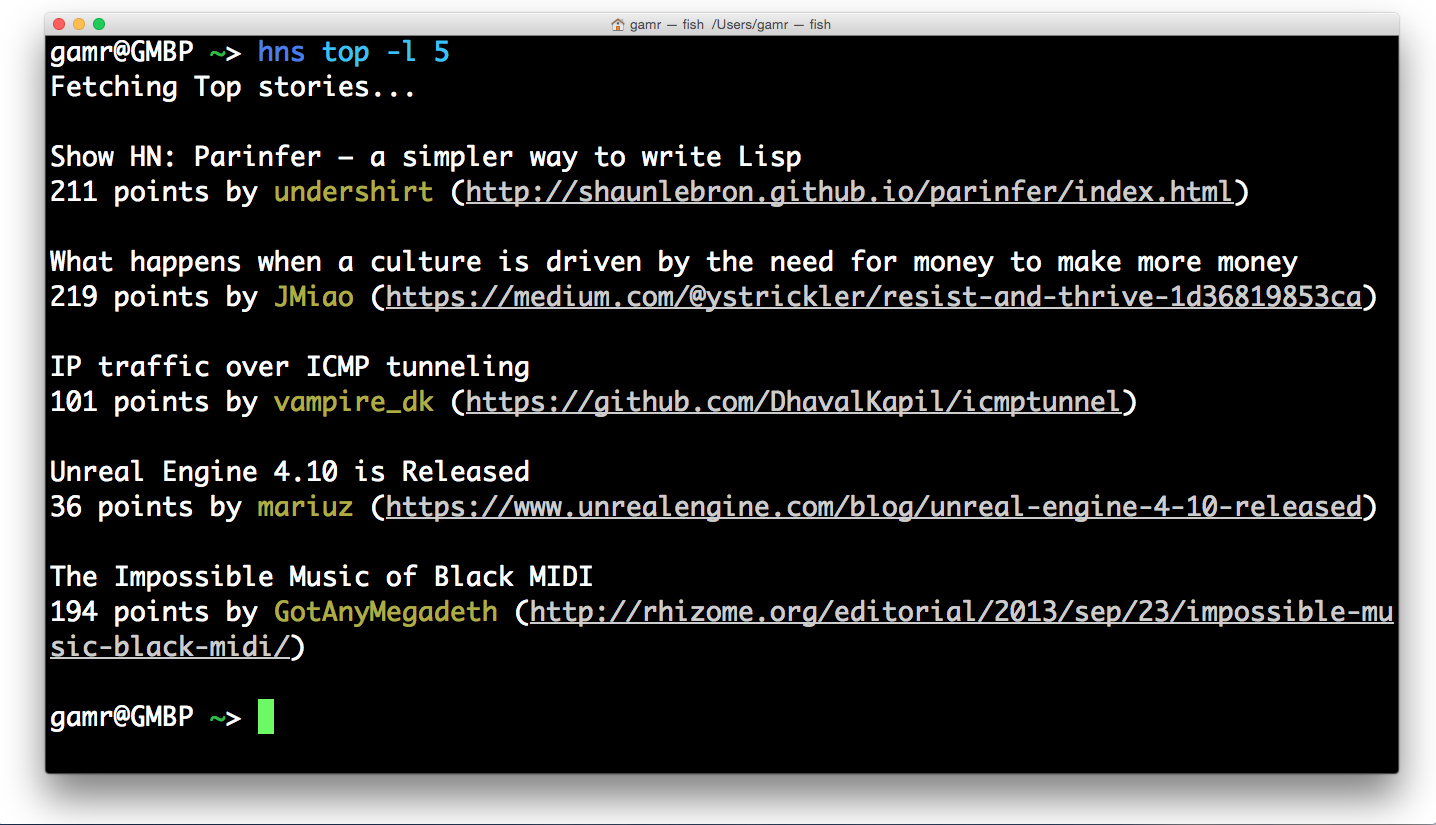 gamr — fish  /Users/gamr — fish
gamr@GMBP ~> hns top -l 5
Fetching Top stories...
Show HN: Parinfer – a simpler way to write Lisp
211 points by undershirt (http://shaunlebron.github.io/parinfer/index.html)
What happens when a culture is driven by the need for money to make more money
219 points by JMiao (https://medium.com/@ystrickler/resist-and-thrive-1d36819853ca)
IP traffic over ICMP tunneling
101 points by vampire_dk (https://github.com/DhavalKapil/icmptunnel)
Unreal Engine 4.10 is Released
36 points by mariuz (https://www.unrealengine.com/blog/unreal-engine-4-10-released)
The Impossible Music of Black MIDI
194 points by GotAnyMegadeth (http://rhizome.org/editorial/2013/sep/23/impossible-mu
sic-black-midi/)
gamr@GMBP ~>